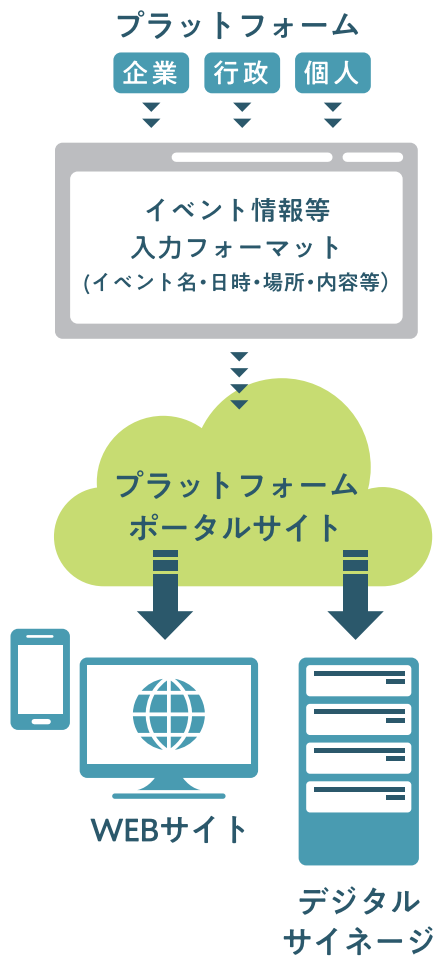 プラットフォーム
企業 行政 個人
イベント情報等
入力フォーマット
(イベント名・日時・場所・内容等)
プラットフォーム
ポータルサイト
WEBサイト
デジタル
サイネージ